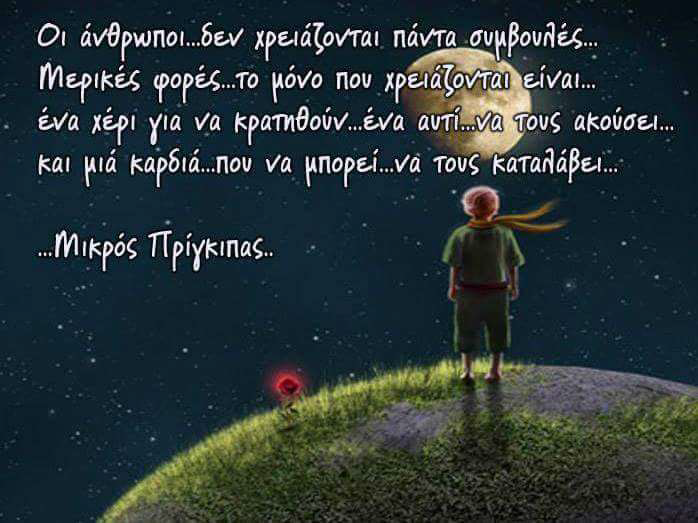 Οι άνθρωποι...δεν χρειάζονται πάντα συμβουλές...
Μερικές φορές...το μόνο που χρειάζονται είναι...
ένα χέρι για να κρατηθούν...ένα αυτί...να τους ακούσει...
και μιά καρδιά...που να μπορεί...να τους καταλάβει...
...Μικρός Πρίγκιπας..